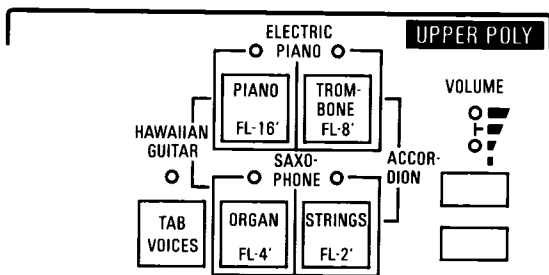 UPPER POLY
ELECTRIC
PIANO
VOLUME
PIANO
FL-16'
TROM-
BONE
FL-8'
HAWAIIAN
GUITAR
SAXO-
PHONE
ACCOR-
DION
TAB
VOICES
ORGAN
FL-4'
STRINGS
FL-2'